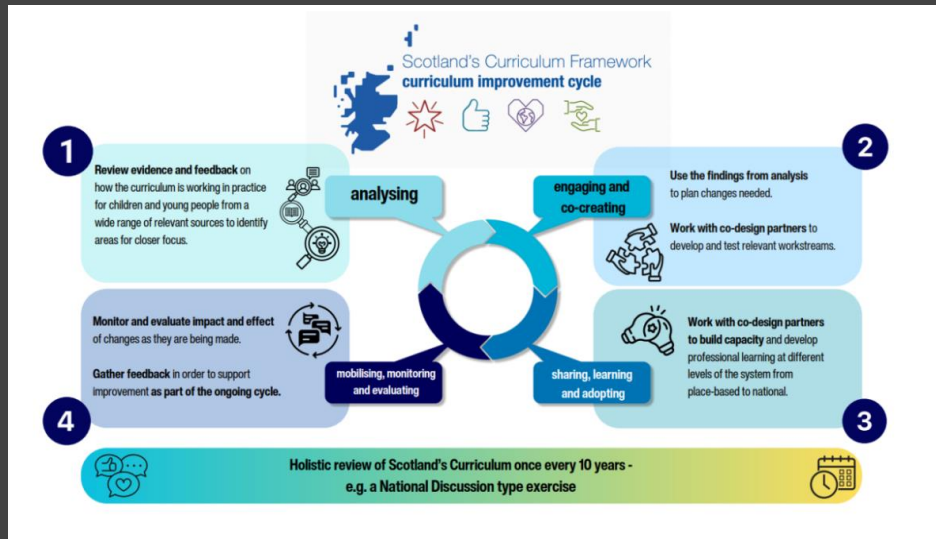 Scotland's Curriculum Framework
curriculum improvement cycle
1
Review evidence and feedback on
how the curriculum is working in practice
for children and young people from a
wide range of relevant sources to identify
areas for closer focus.
analysing
engaging and
co-creating
2
Use the findings from analysis
to plan changes needed.
Work with co-design partners to
develop and test relevant workstreams.
Monitor and evaluate impact and effect
of changes as they are being made.
Gather feedback in order to support
improvement as part of the ongoing cycle.
4
mobilising, monitoring
and evaluating
sharing, learning
and adopting
Work with co-design partners
to build capacity and develop
professional learning at different
levels of the system from
place-based to national.
3
Holistic review of Scotland's Curriculum once every 10 years -
e.g. a National Discussion type exercise